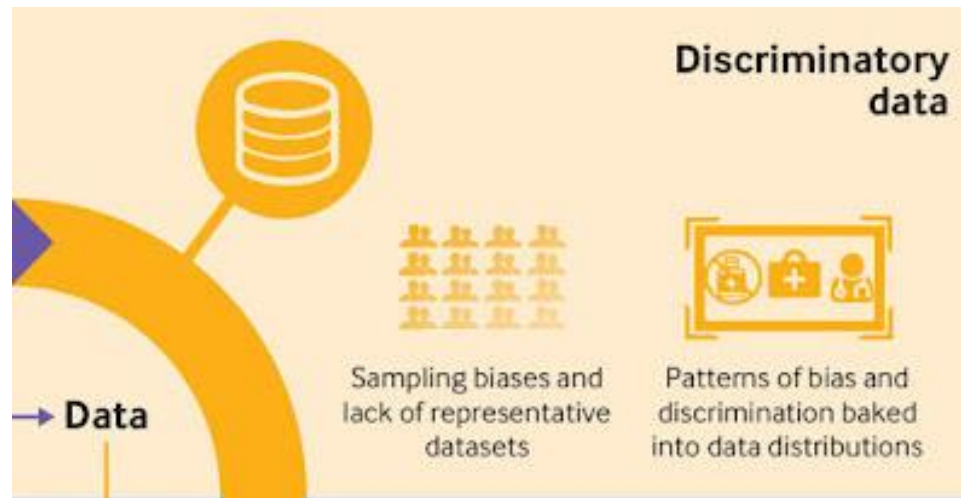 Discriminatory
data
Sampling biases and
lack of representative
datasets
Patterns of bias and
discrimination baked
into data distributions
Data